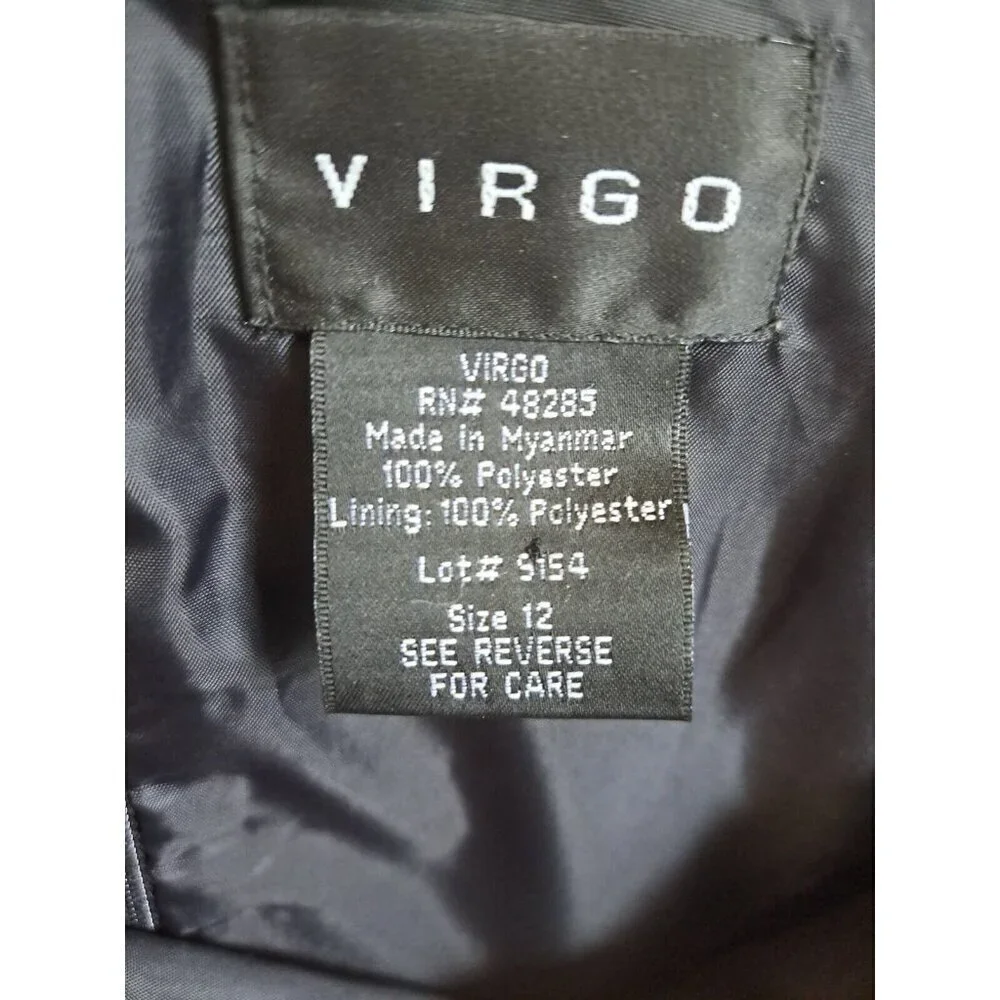 VIRGO
VIRGO
RN# 48285
Made in Myanmar
100% Polyester
Lining: 100% Polyester
Lot# 9154
Size 12
SEE REVERSE
FOR CARE